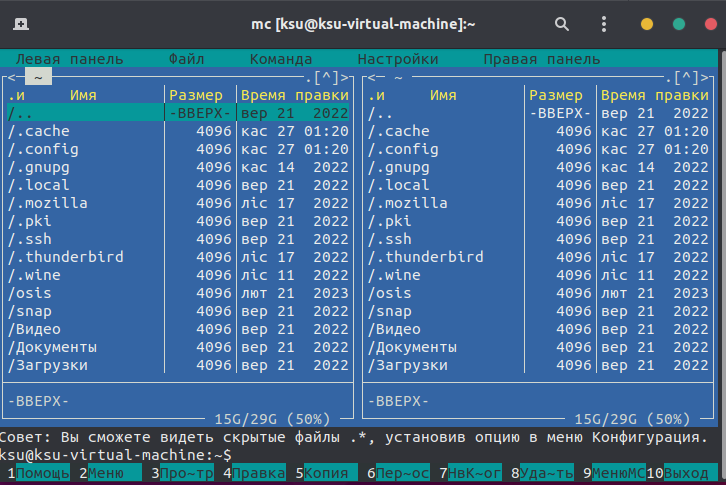 mc [ksu@ksu-virtual-machine]:~
Левая панель Файл Команда Настройки Правая панель
<— ~ .[^]> <— ~ .[^]>
.и Имя Размер Время правки .и Имя Размер Время правки
/.. -ВВЕРХ- вер 21 2022 /.. -ВВЕРХ- вер 21 2022
/.cache 4096 кас 27 01:20 /.cache 4096 кас 27 01:20
/.config 4096 кас 27 01:20 /.config 4096 кас 27 01:20
/.gnupg 4096 кас 14 2022 /.gnupg 4096 кас 14 2022
/.local 4096 вер 21 2022 /.local 4096 вер 21 2022
/.mozilla 4096 ліс 17 2022 /.mozilla 4096 ліс 17 2022
/.pki 4096 вер 21 2022 /.pki 4096 вер 21 2022
/.ssh 4096 вер 21 2022 /.ssh 4096 вер 21 2022
/.thunderbird 4096 ліс 17 2022 /.thunderbird 4096 ліс 17 2022
/.wine 4096 ліс 11 2022 /.wine 4096 ліс 11 2022
/osis 4096 лют 21 2023 /osis 4096 лют 21 2023
/snap 4096 вер 21 2022 /snap 4096 вер 21 2022
/Видео 4096 вер 21 2022 /Видео 4096 вер 21 2022
/Документы 4096 вер 21 2022 /Документы 4096 вер 21 2022
/Загрузки 4096 вер 21 2022 /Загрузки 4096 вер 21 2022
-ВВЕРХ- -ВВЕРХ-
15G/29G (50%) 15G/29G (50%)
Совет: Вы сможете видеть скрытые файлы .*, установив опцию в меню Конфигурация.
ksu@ksu-virtual-machine:~$
1Помощь 2Меню 3Про~тр 4Правка 5Копия 6Пер~ос 7НвК~ог 8Уда~ть 9МенюMC 10Выход